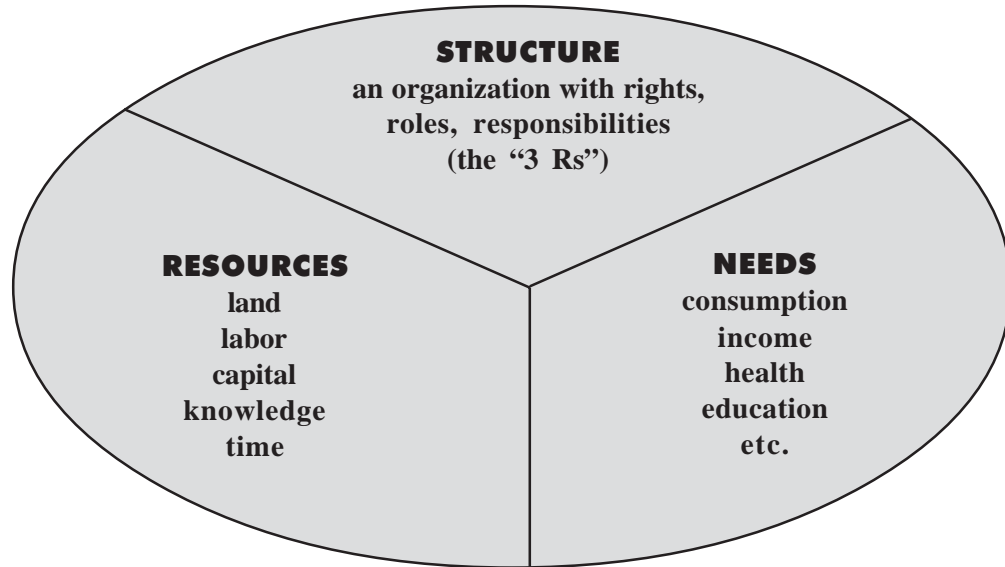 STRUCTURE
an organization with rights,
roles, responsibilities
(the “3 Rs”)
RESOURCES
land
labor
capital
knowledge
time
NEEDS
consumption
income
health
education
etc.